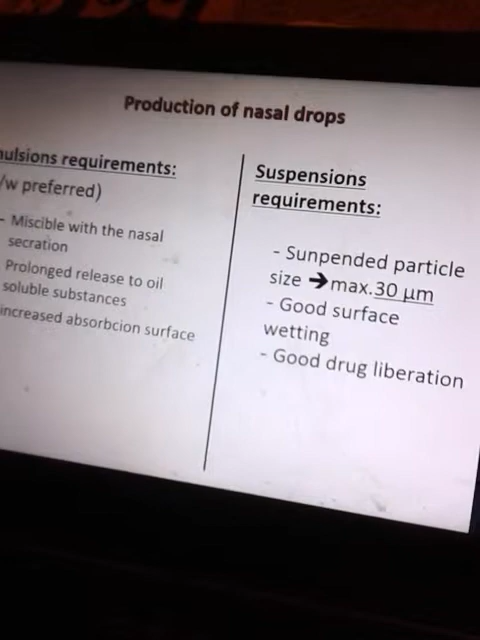 Production of nasal drops
ulsions requirements:
/w preferred)
- Miscible with the nasal
secration
Prolonged release to oil
soluble substances
increased absorbcion surface
Suspensions
requirements:
- Sunpended particle
size ➔max.30 µm
- Good surface
wetting
- Good drug liberation